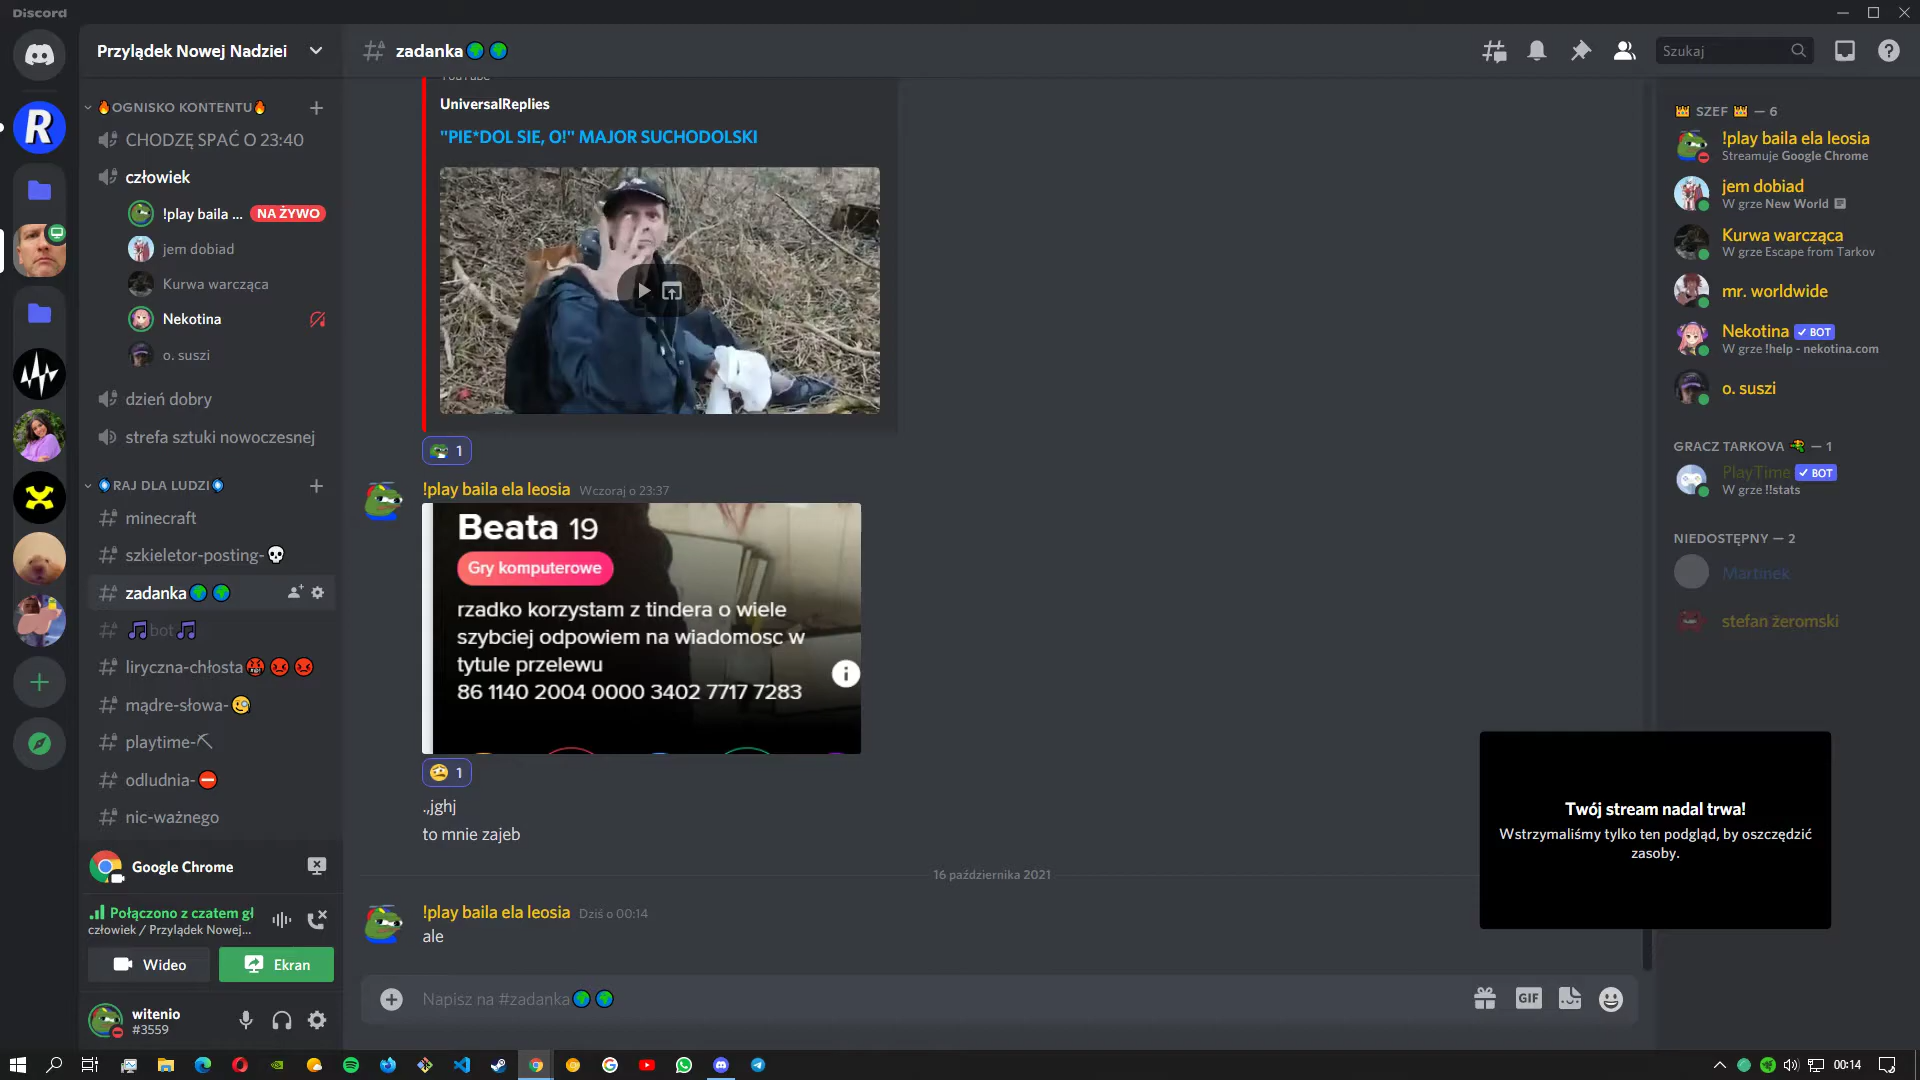 Discord
Przylądek Nowej Nadziei
OGNISKO KONTENTU
CHODZĘ SPAĆ O 23:40
człowiek
!play baila ... NA ŻYWO
jem dobiad
Kurwa warcząca
Nekotina
o. suszi
dzień dobry
strefa sztuki nowoczesnej
RAJ DLA LUDZI
minecraft
szkieletor-posting-
zadanka
bot
liryczna-chłosta
mądre-słowa-
playtime-
odludnia-
nic-ważnego
Google Chrome
Połączono z czatem gł
człowiek / Przylądek Nowej...
Wideo
Ekran
witenio
#3559
zadanka
Szukaj
YouTube
UniversalReplies
"PIE*DOL SIE, O!" MAJOR SUCHODOLSKI
1
!play baila ela leosia Wczoraj o 23:37
Beata 19
Gry komputerowe
rzadko korzystam z tindera o wiele
szybciej odpowiem na wiadomosc w
tytule przelewu
86 1140 2004 0000 3402 7717 7283
1
.,jghj
to mnie zajeb
16 października 2021
!play baila ela leosia Dziś o 00:14
ale
Napisz na #zadanka
GIF
SZEF — 6
!play baila ela leosia
Streamuje Google Chrome
jem dobiad
W grze New World
Kurwa warcząca
W grze Escape from Tarkov
mr. worldwide
Nekotina BOT
W grze !help - nekotina.com
o. suszi
GRACZ TARKOVA — 1
PlayTime BOT
W grze !!stats
NIEDOSTĘPNY — 2
Martinek
stefan żeromski
Twój stream nadal trwa!
Wstrzymaliśmy tylko ten podgląd, by oszczędzić
zasoby.
00:14